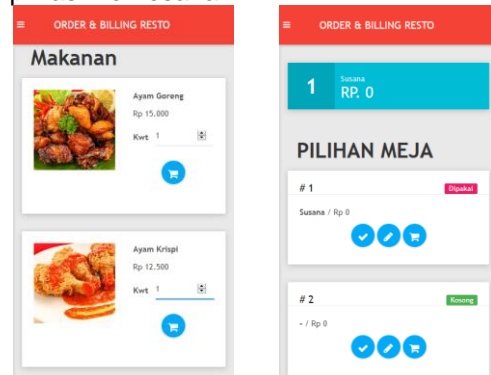 ORDER & BILLING RESTO
Makanan
Ayam Goreng
Rp 15.000
Kwt 1
Ayam Krispi
Rp 12.500
Kwt 1
ORDER & BILLING RESTO
1
Susana
RP. 0
PILIHAN MEJA
# 1 Dipakai
Susana / Rp 0
# 2 Kosong
- / Rp 0